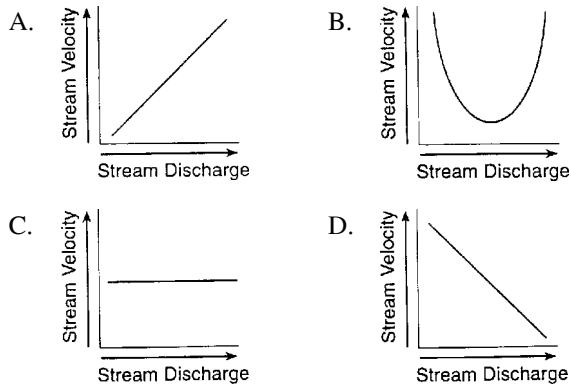 A.
Stream Velocity
Stream Discharge
B.
Stream Velocity
Stream Discharge
C.
Stream Velocity
Stream Discharge
D.
Stream Velocity
Stream Discharge